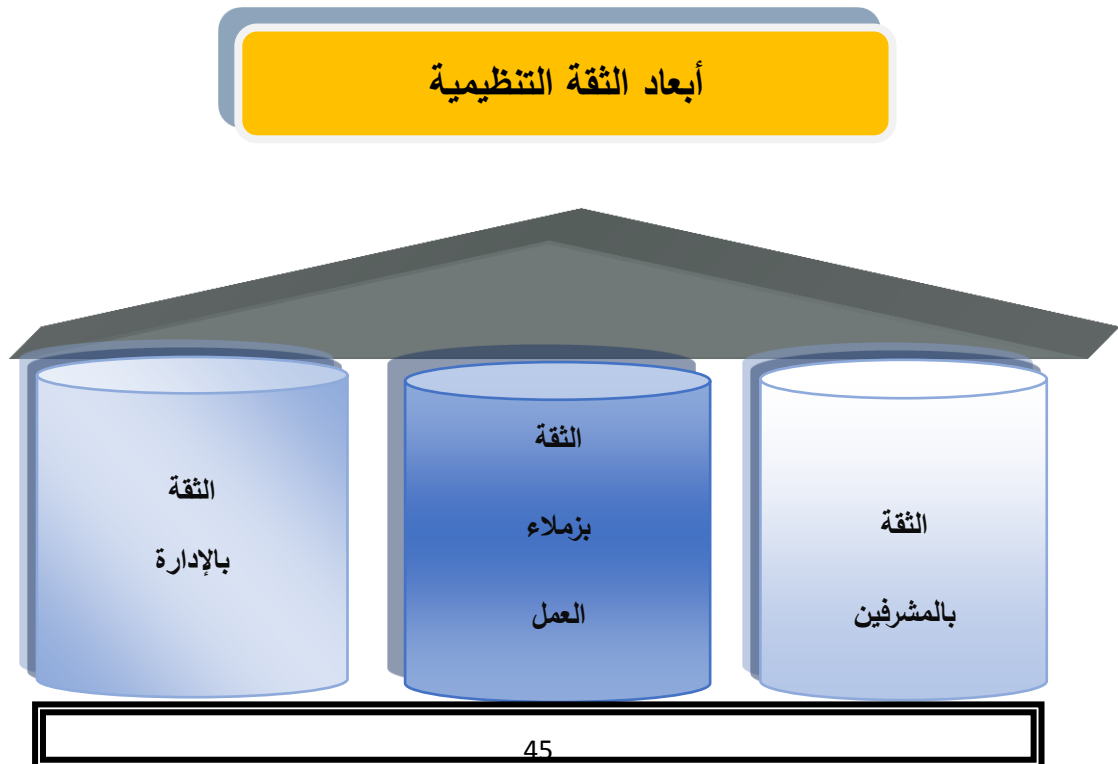 أبعاد الثقة التنظيمية
الثقة
بالمشرفين
الثقة
بزملاء
العمل
الثقة
بالإدارة
45